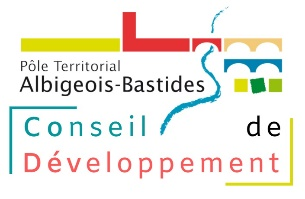 Pôle Territorial
Albigeois-Bastides
Conseil de
Développement